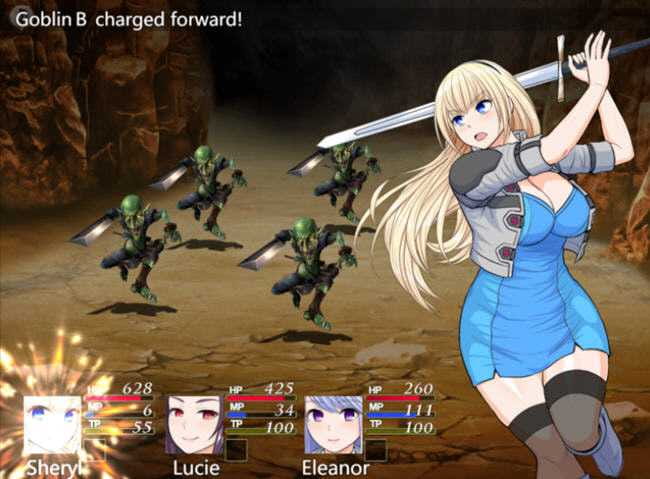 Goblin B charged forward!
HP 628
MP 6
TP 55
HP 425
MP 34
TP 100
HP 260
MP 111
TP 100
Sheryl
Lucie
Eleanor